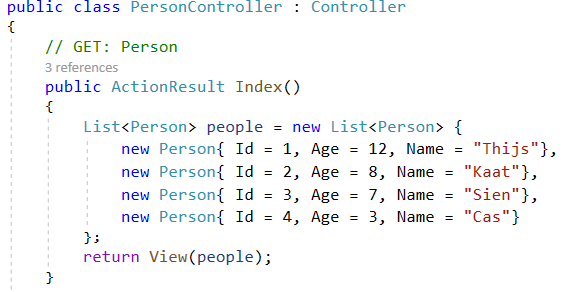 public class PersonController : Controller
{
// GET: Person
3 references
public ActionResult Index()
{
List<Person> people = new List<Person> {
new Person{ Id = 1, Age = 12, Name = "Thijs"},
new Person{ Id = 2, Age = 8, Name = "Kaat"},
new Person{ Id = 3, Age = 7, Name = "Sien"},
new Person{ Id = 4, Age = 3, Name = "Cas"}
};
return View(people);
}